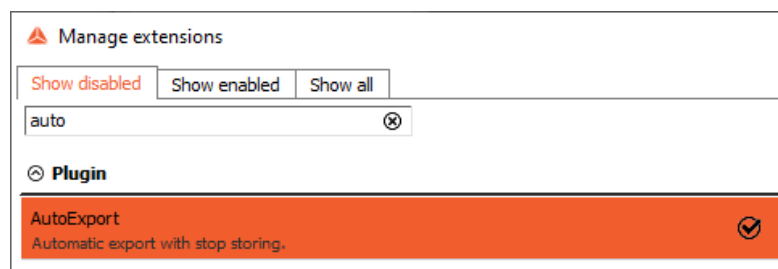 Manage extensions
Show disabled Show enabled Show all
auto
Plugin
AutoExport
Automatic export with stop storing.